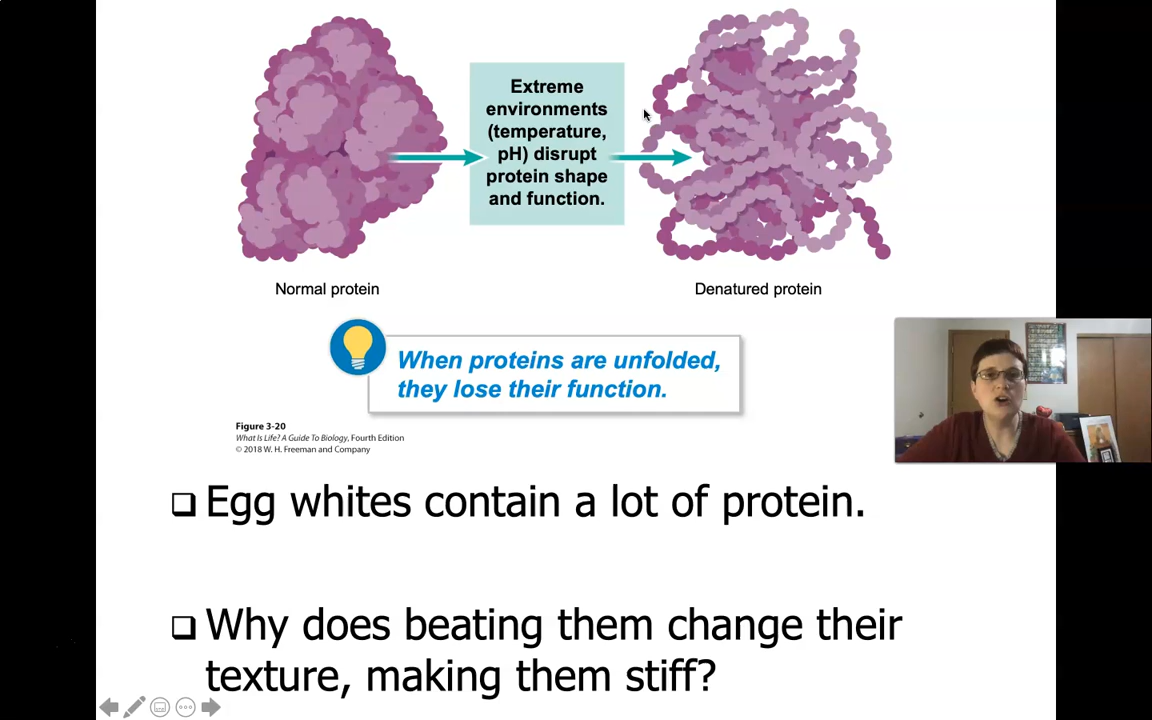 Extreme
environments
(temperature,
pH) disrupt
protein shape
and function.
Normal protein
Denatured protein
When proteins are unfolded,
they lose their function.
Figure 3-20
What Is Life? A Guide To Biology, Fourth Edition
© 2018 W. H. Freeman and Company
❑ Egg whites contain a lot of protein.
❑ Why does beating them change their
texture, making them stiff?